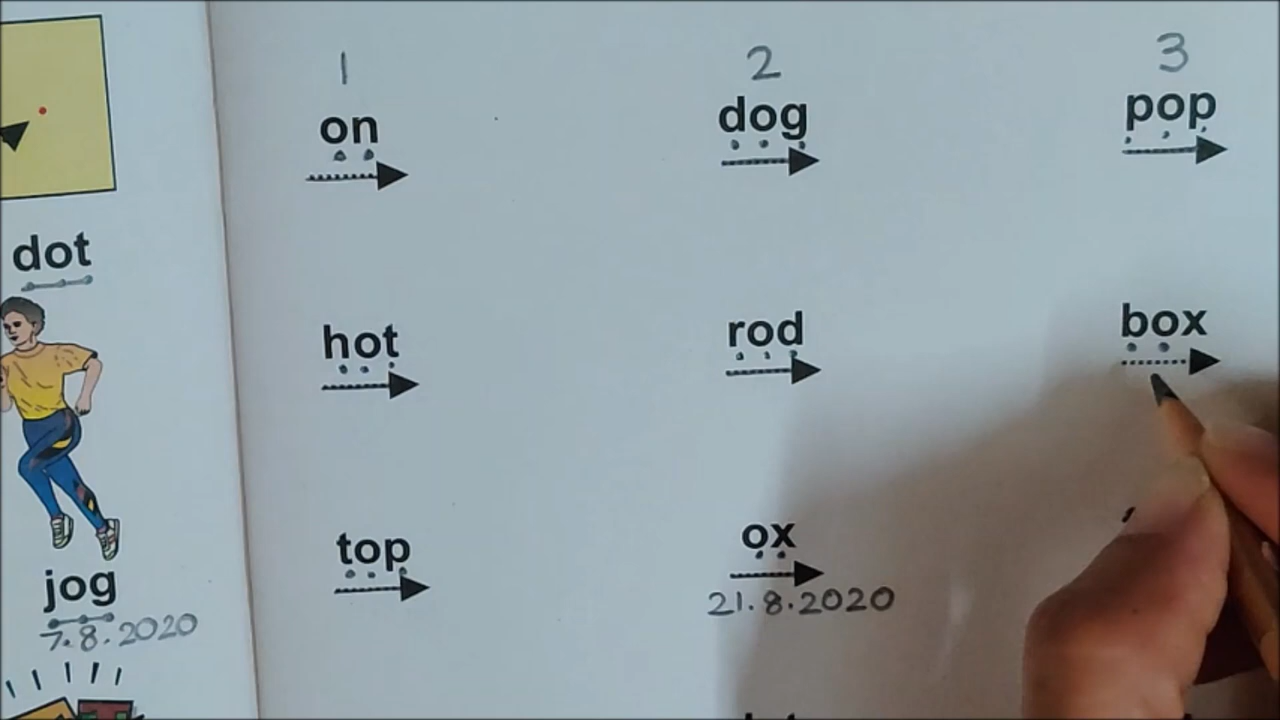 dot
jog
7.8.2020
1 2 3
on dog pop
hot rod box
top ox
21.8.2020